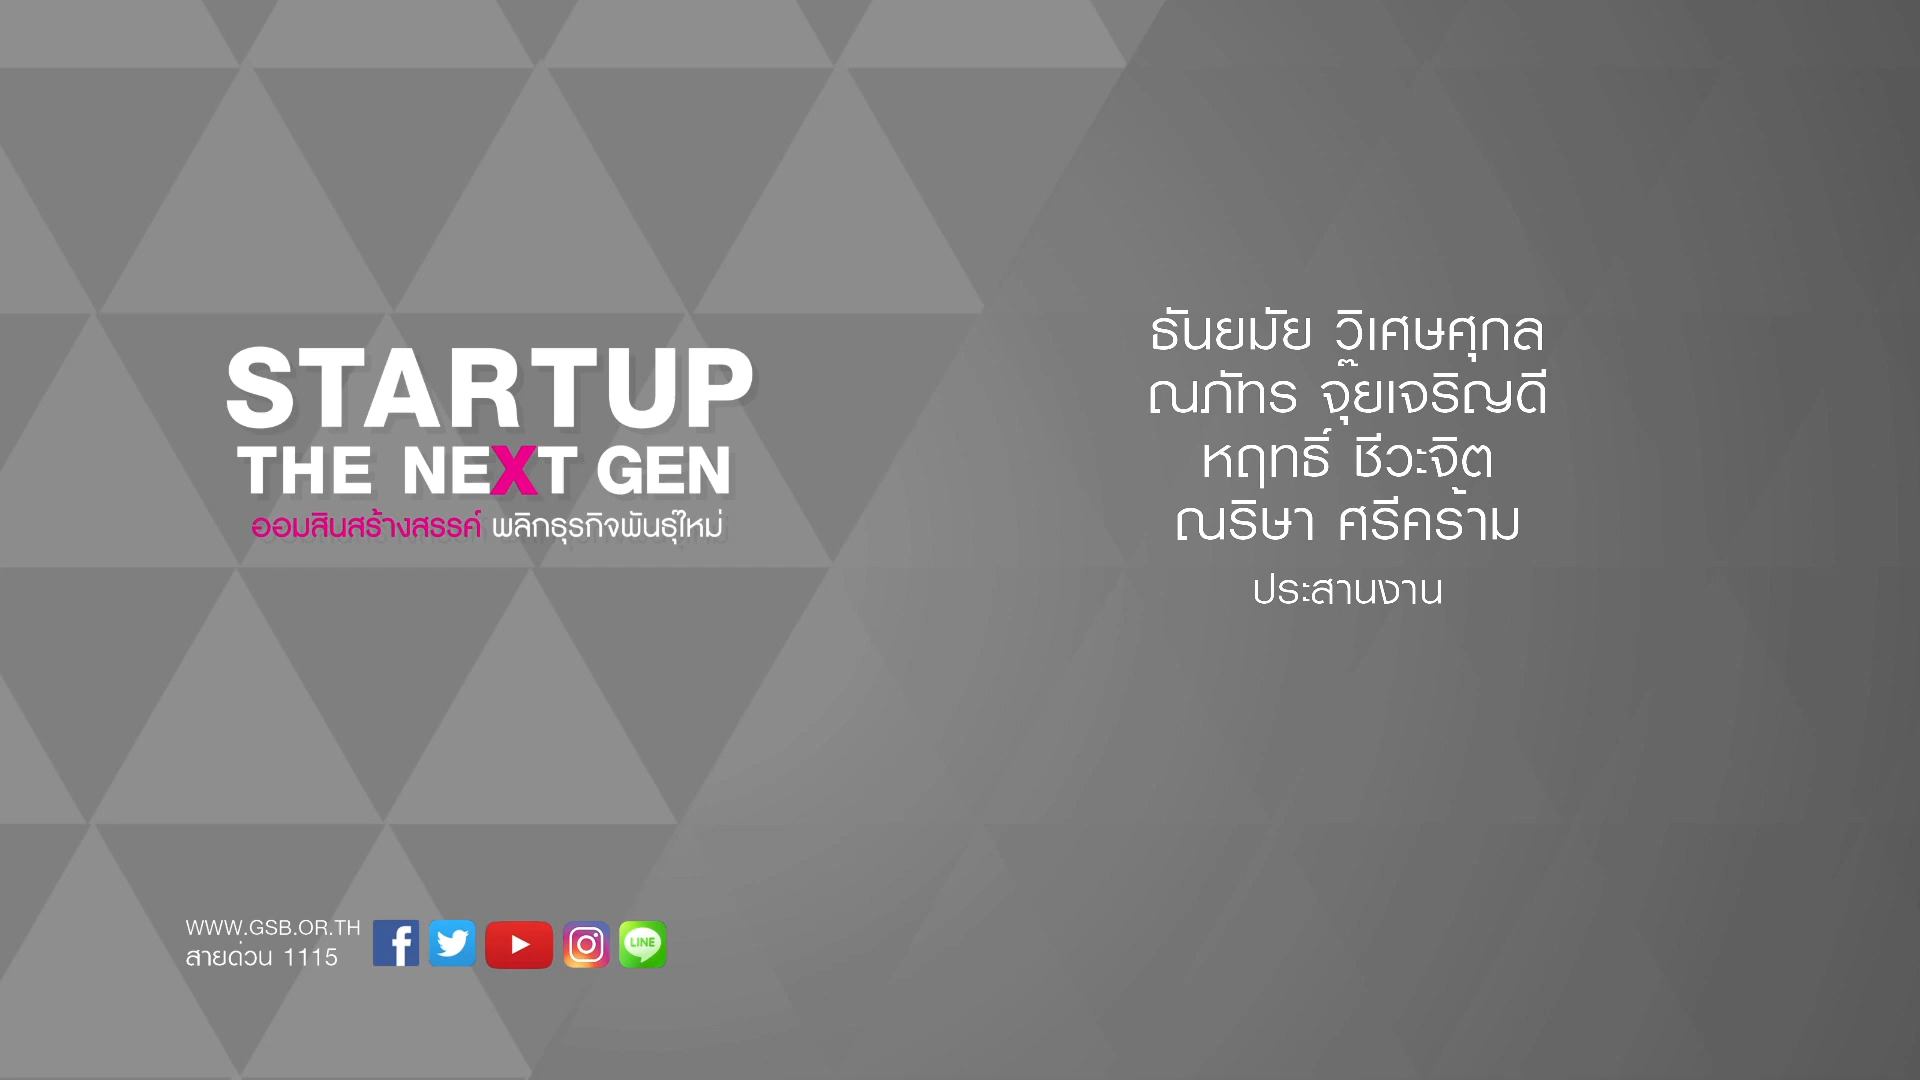 STARTUP
THE NEXT GEN
ออมสินสร้างสรรค์ พลิกธุรกิจพันธุ์ใหม่
ธันยมัย วิเศษศุกล
ณภัทร จุ๊ยเจริญดี
หฤทธิ์ ชีวะจิต
ณริษา ศรีคร้าม
ประสานงาน
WWW.GSB.OR.TH
สายด่วน 1115
LINE